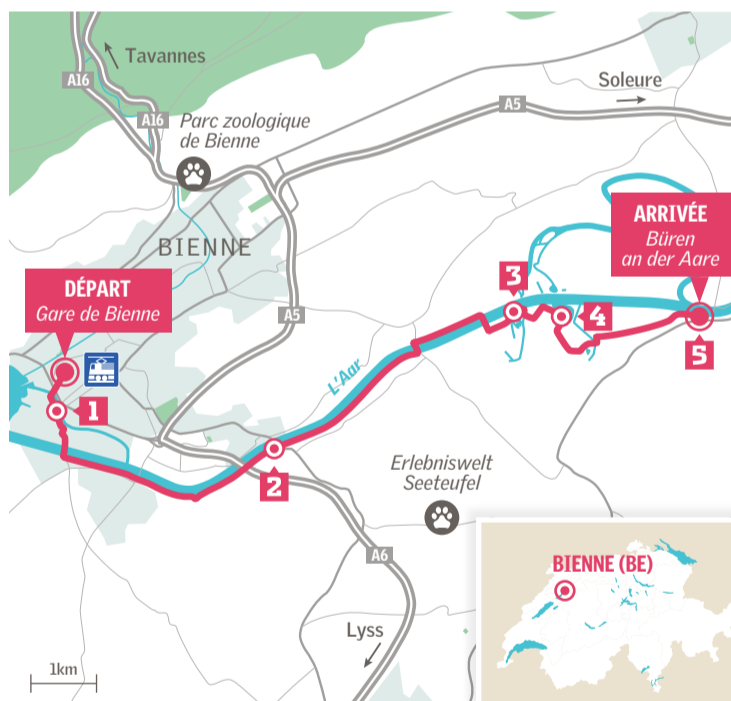 Tavannes
A16
A16
Parc zoologique
de Bienne
Soleure
A5
BIENNE
DÉPART
Gare de Bienne
ARRIVÉE
Büren
an der Aare
3
4
5
A5
L'Aar
1
2
Erlebniswelt
Seeteufel
A6
Lyss
BIENNE (BE)
1km